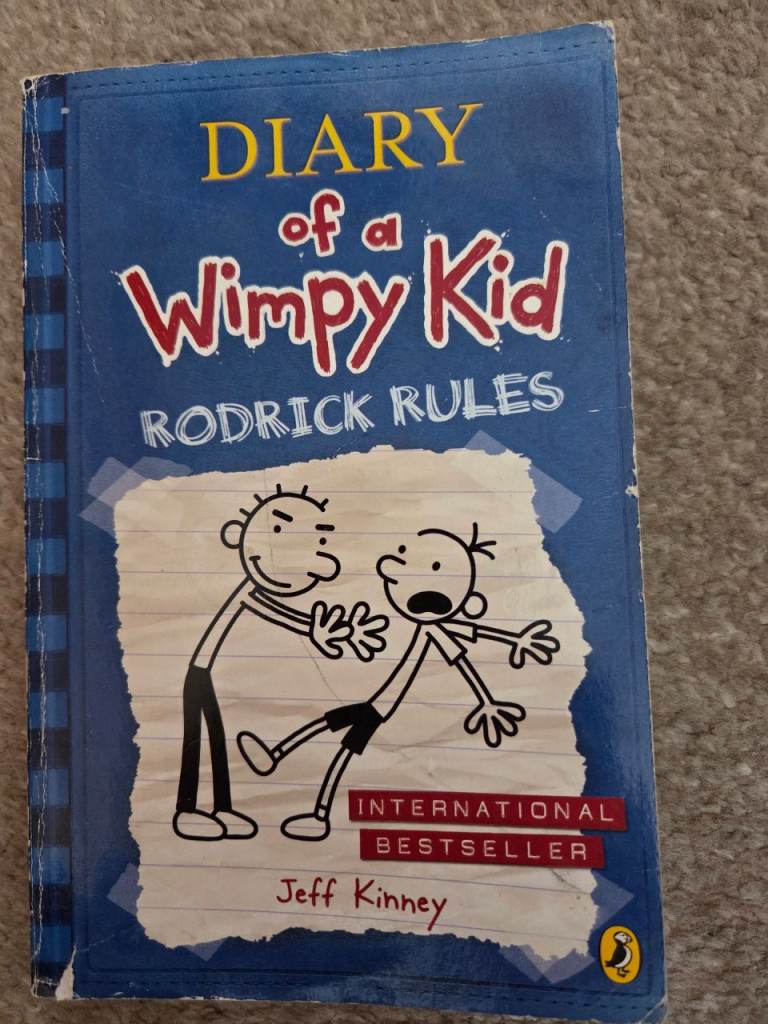 DIARY
of a
Wimpy Kid
RODRICK RULES
INTERNATIONAL
BESTSELLER
Jeff Kinney